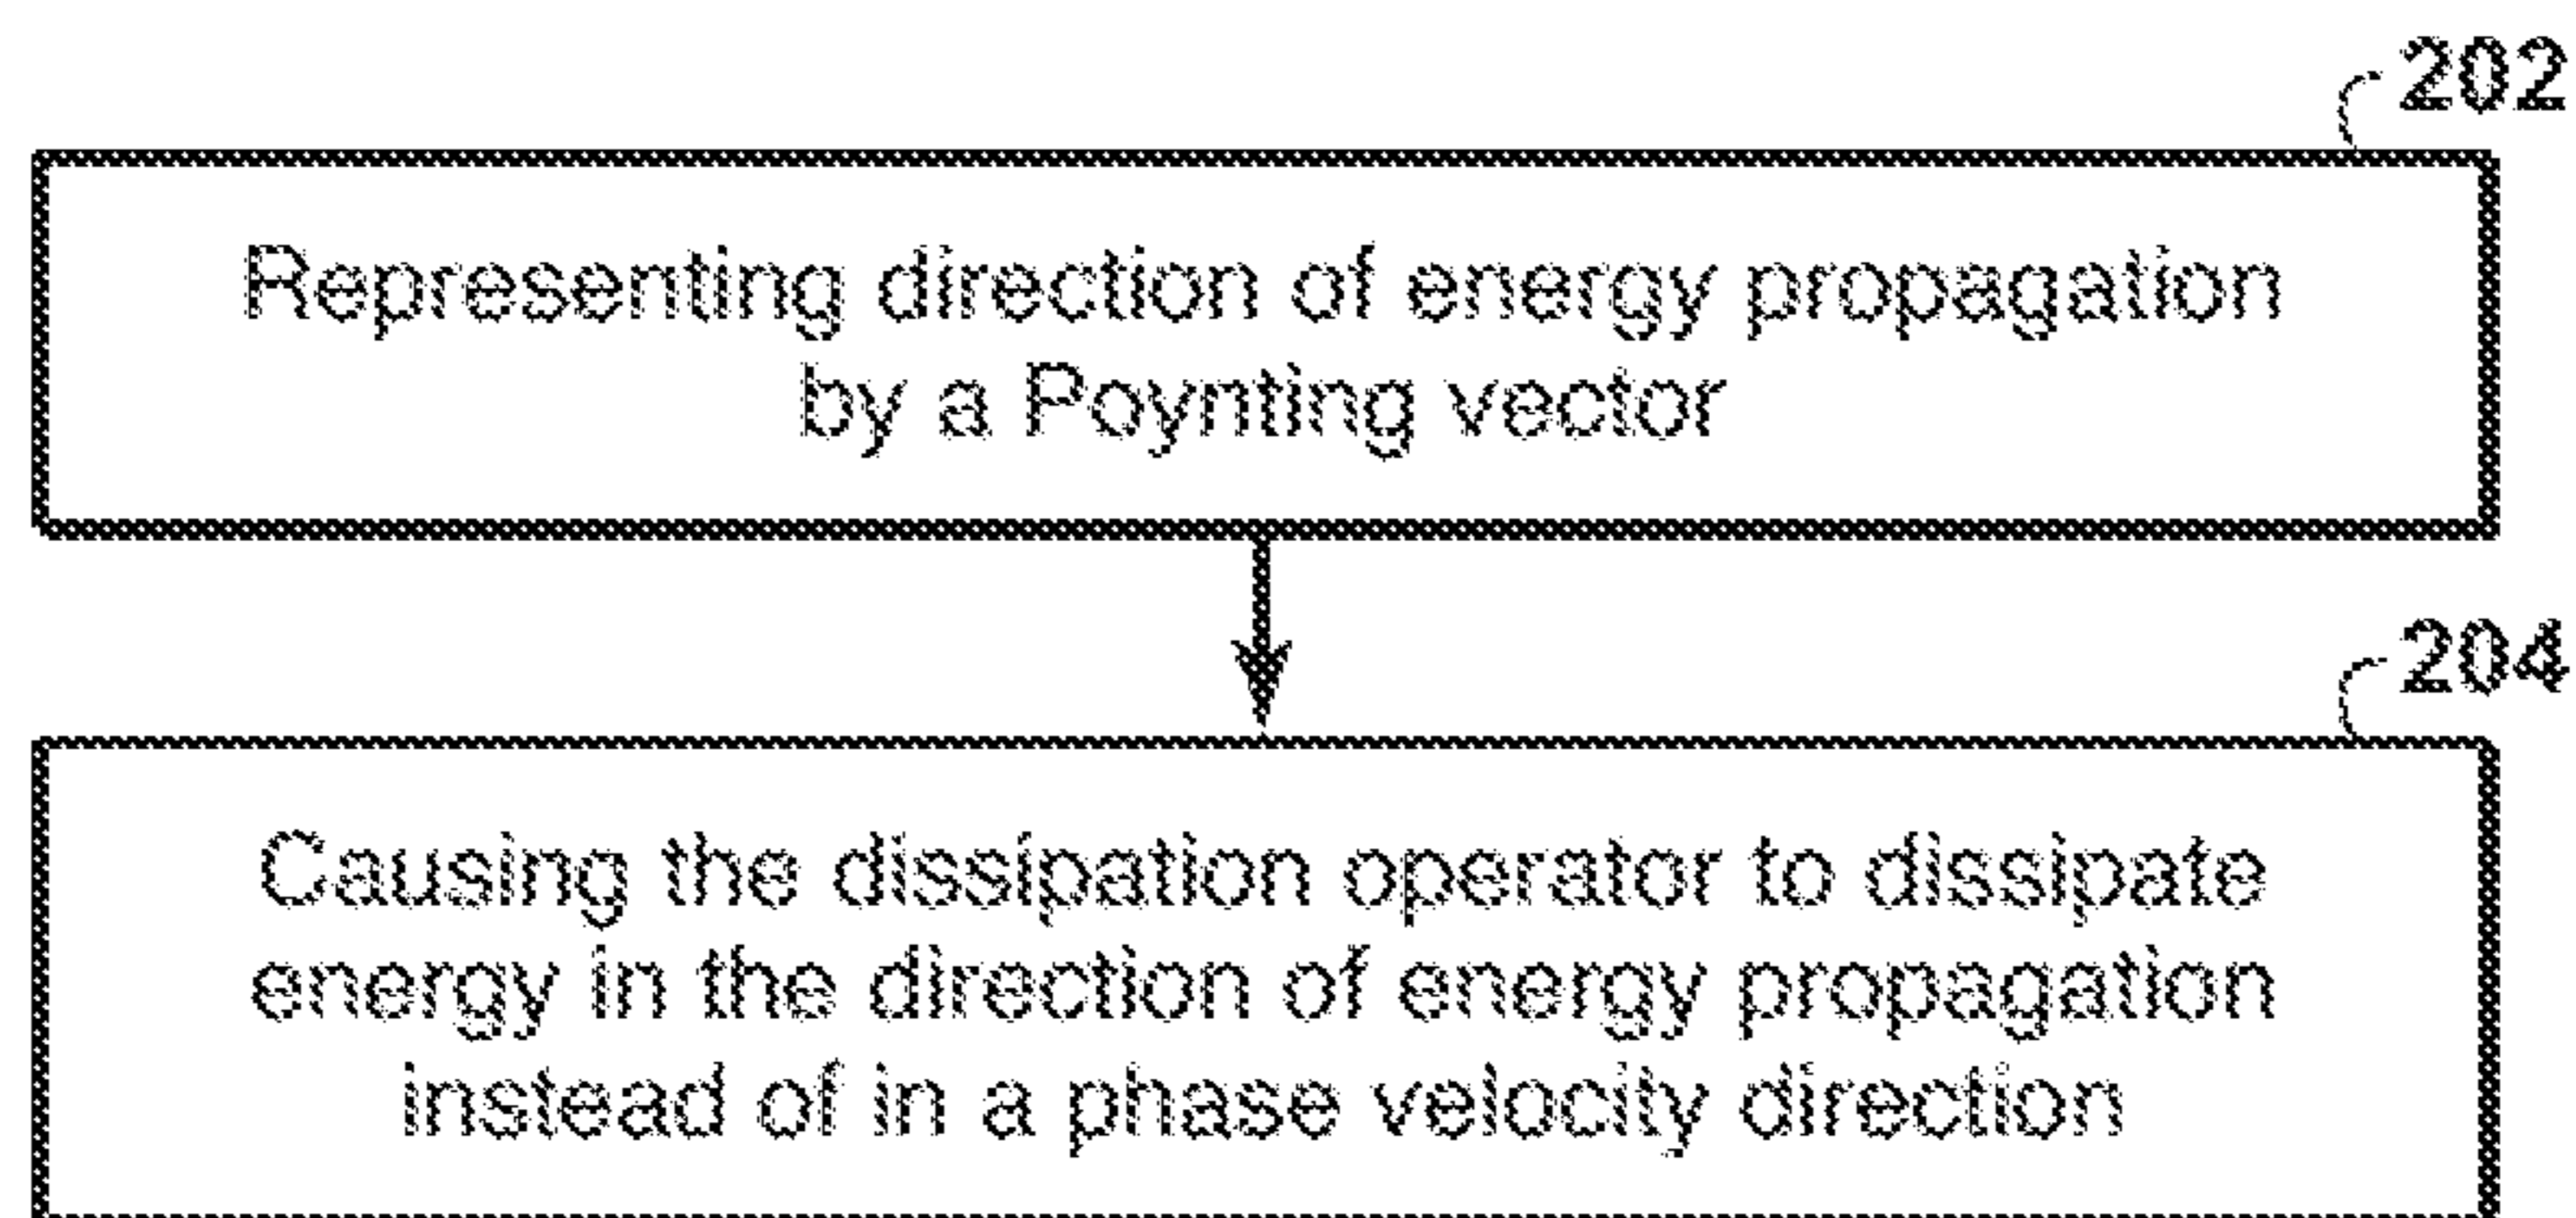 202
Representing direction of energy propagation
by a Poynting vector
204
Causing the dissipation operator to dissipate
energy in the direction of energy propagation
instead of in a phase velocity direction